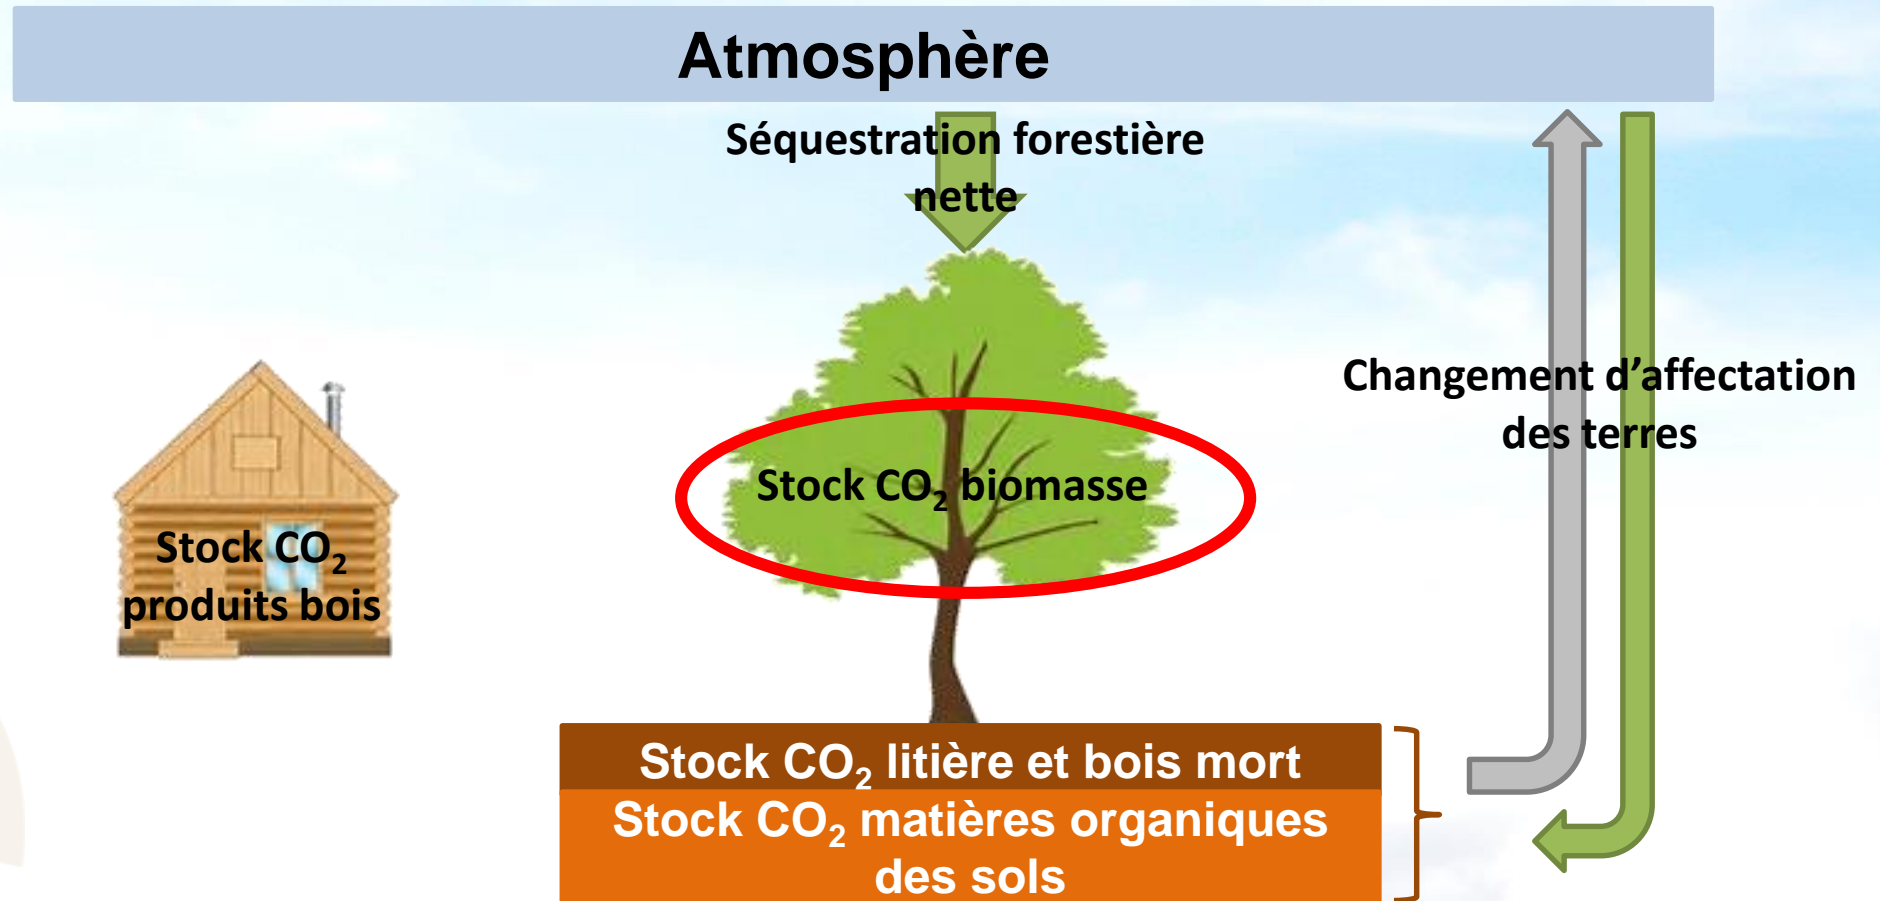 Atmosphère
Séquestration forestière
nette
Changement d’affectation
des terres
Stock CO₂ biomasse
Stock CO₂
produits bois
Stock CO₂ litière et bois mort
Stock CO₂ matières organiques
des sols